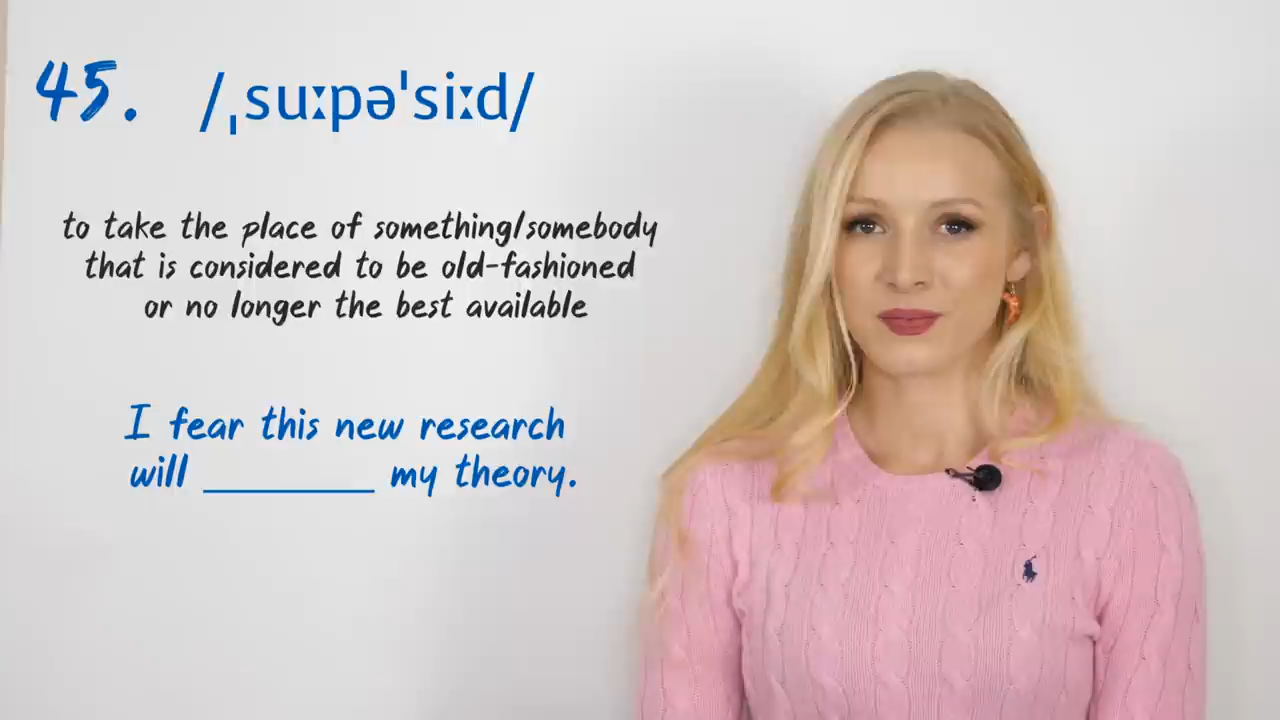 45. /ˌsuːpəˈsiːd/
to take the place of something/somebody
that is considered to be old-fashioned
or no longer the best available
I fear this new research
will ________ my theory.